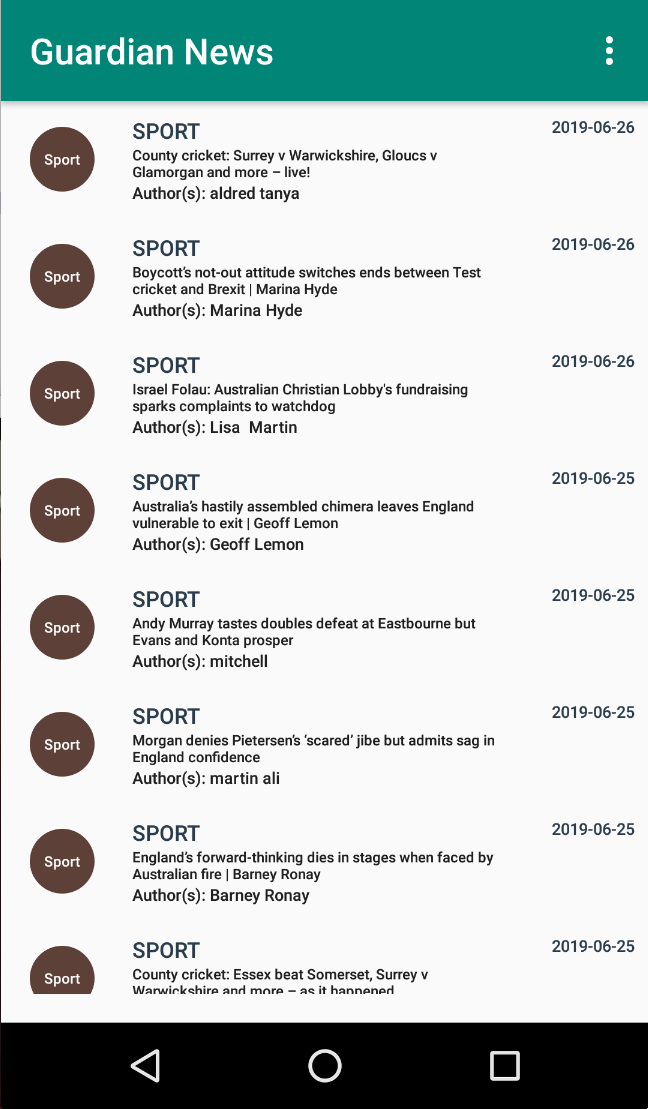 Guardian News
SPORT
2019-06-26
Sport
County cricket: Surrey v Warwickshire, Gloucs v
Glamorgan and more – live!
Author(s): aldred tanya
SPORT
2019-06-26
Sport
Boycott’s not-out attitude switches ends between Test
cricket and Brexit | Marina Hyde
Author(s): Marina Hyde
SPORT
2019-06-26
Sport
Israel Folau: Australian Christian Lobby's fundraising
sparks complaints to watchdog
Author(s): Lisa  Martin
SPORT
2019-06-25
Sport
Australia’s hastily assembled chimera leaves England
vulnerable to exit | Geoff Lemon
Author(s): Geoff Lemon
SPORT
2019-06-25
Sport
Andy Murray tastes doubles defeat at Eastbourne but
Evans and Konta prosper
Author(s): mitchell
SPORT
2019-06-25
Sport
Morgan denies Pietersen’s ‘scared’ jibe but admits sag in
England confidence
Author(s): martin ali
SPORT
2019-06-25
Sport
England’s forward-thinking dies in stages when faced by
Australian fire | Barney Ronay
Author(s): Barney Ronay
SPORT
2019-06-25
Sport
County cricket: Essex beat Somerset, Surrey v
Warwickshire and more – as it happened